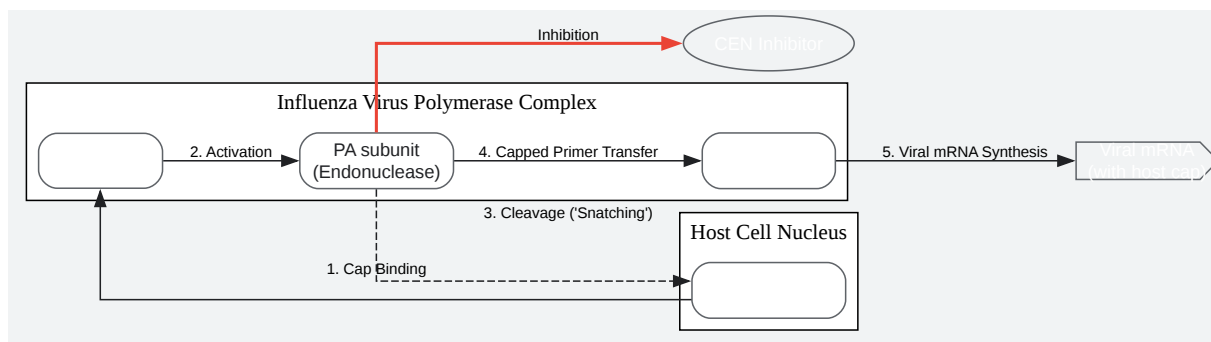 Inhibition
CEN Inhibitor
Influenza Virus Polymerase Complex
2. Activation
PA subunit
(Endonuclease)
4. Capped Primer Transfer
5. Viral mRNA Synthesis
Viral mRNA
(with host cap)
3. Cleavage ('Snatching')
Host Cell Nucleus
1. Cap Binding